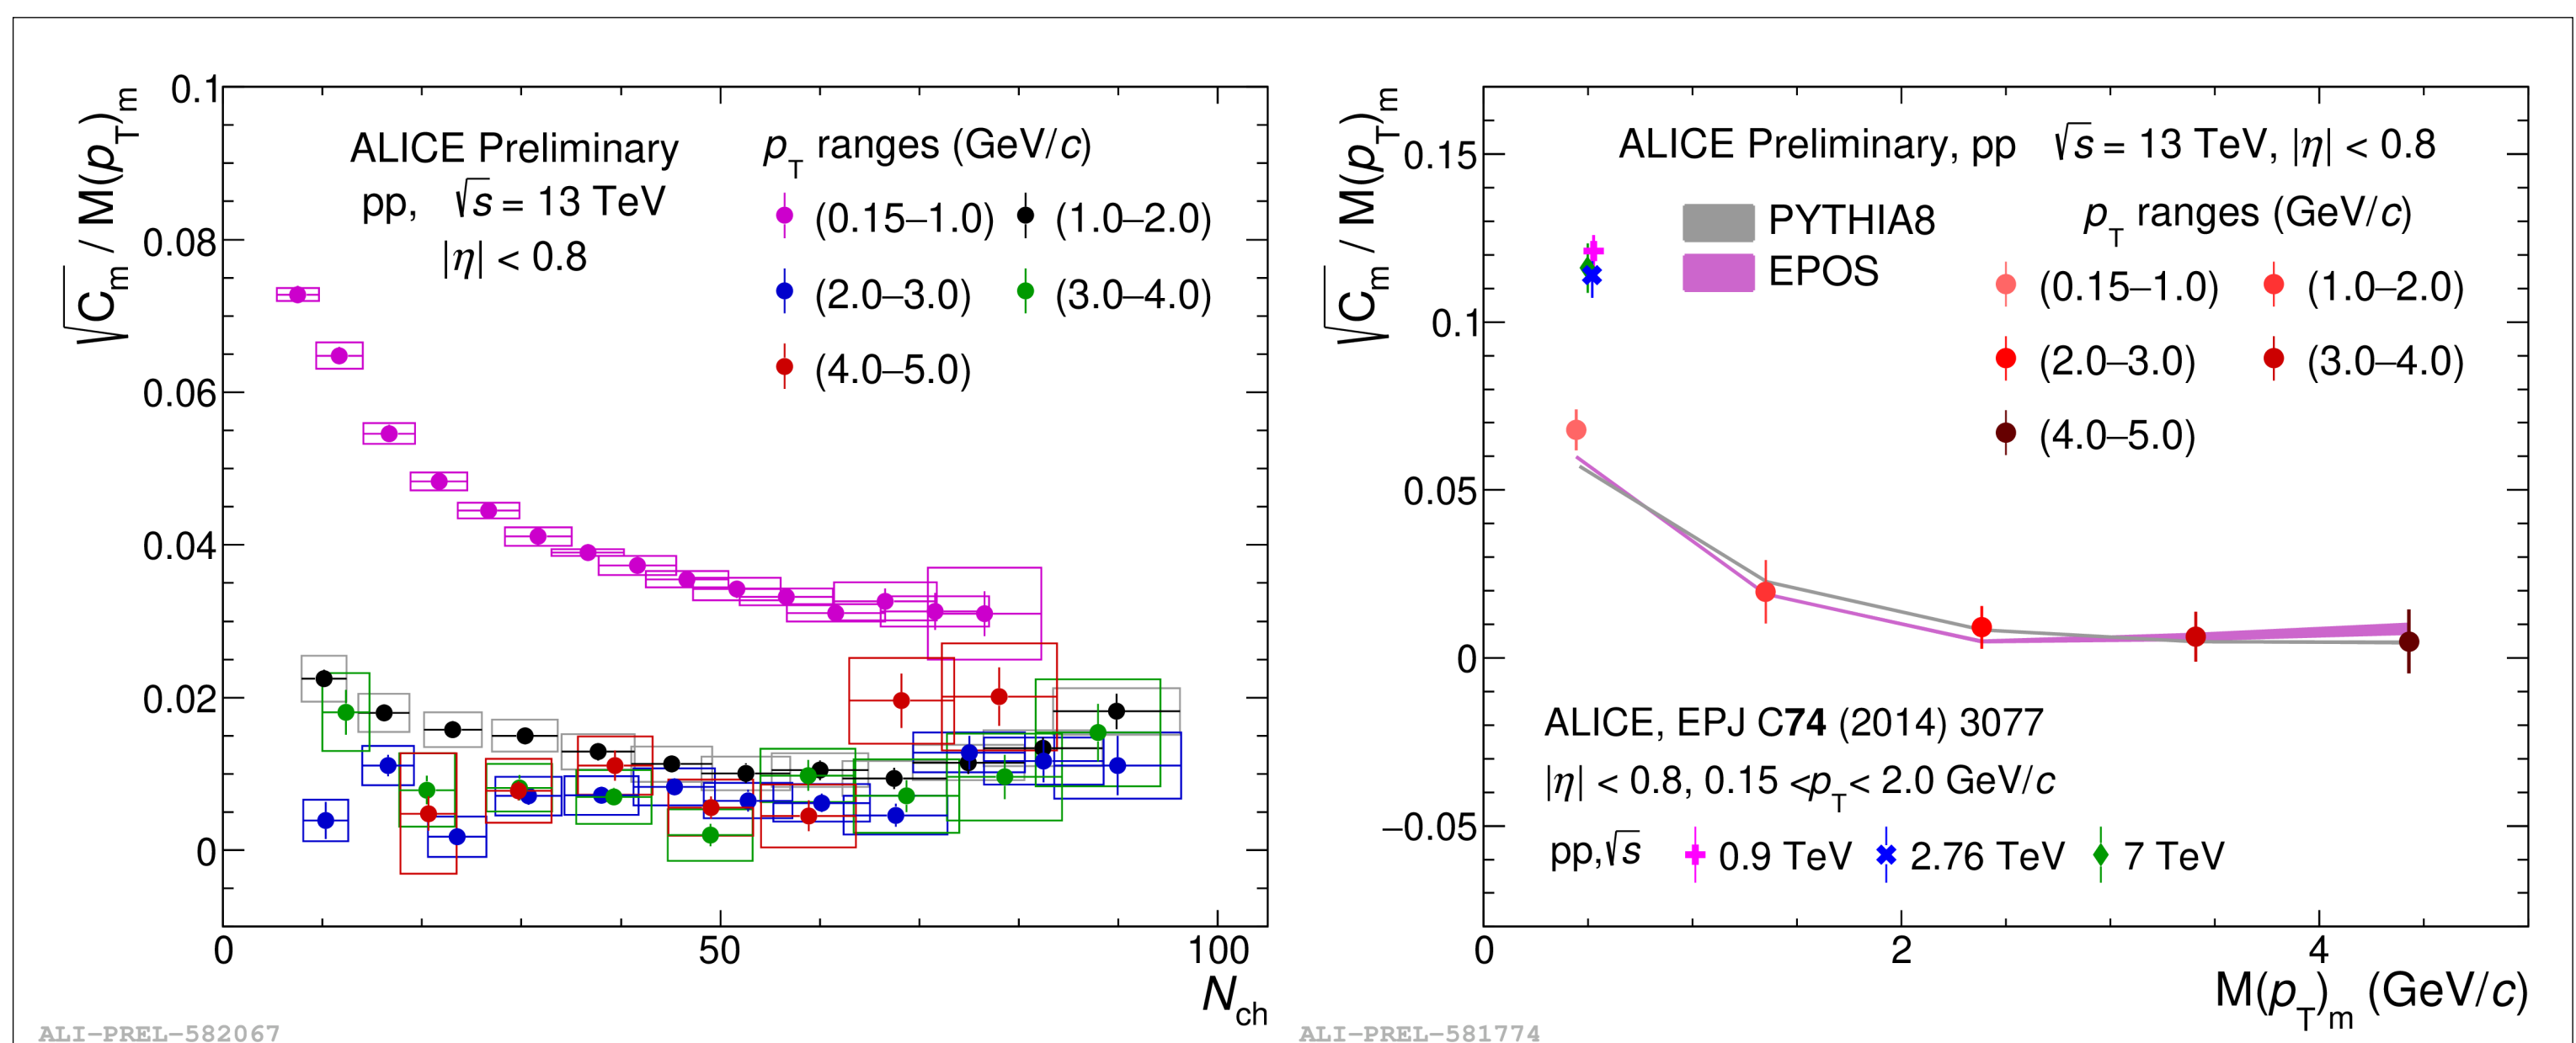 √C_m / M(p_T)_m
0.1
0.08
0.06
0.04
0.02
0
ALICE Preliminary
pp, √s = 13 TeV
|η| < 0.8
p_T ranges (GeV/c)
(0.15–1.0) (1.0–2.0)
(2.0–3.0) (3.0–4.0)
(4.0–5.0)
0 50 100
N_ch
ALI-PREL-582067
√C_m / M(p_T)_m
0.15
0.1
0.05
0
−0.05
ALICE Preliminary, pp √s = 13 TeV, |η| < 0.8
PYTHIA8
EPOS
p_T ranges (GeV/c)
(0.15–1.0) (1.0–2.0)
(2.0–3.0) (3.0–4.0)
(4.0–5.0)
ALICE, EPJ C74 (2014) 3077
|η| < 0.8, 0.15 <p_T< 2.0 GeV/c
pp,√s 0.9 TeV 2.76 TeV 7 TeV
0 2 4
M(p_T)_m (GeV/c)
ALI-PREL-581774